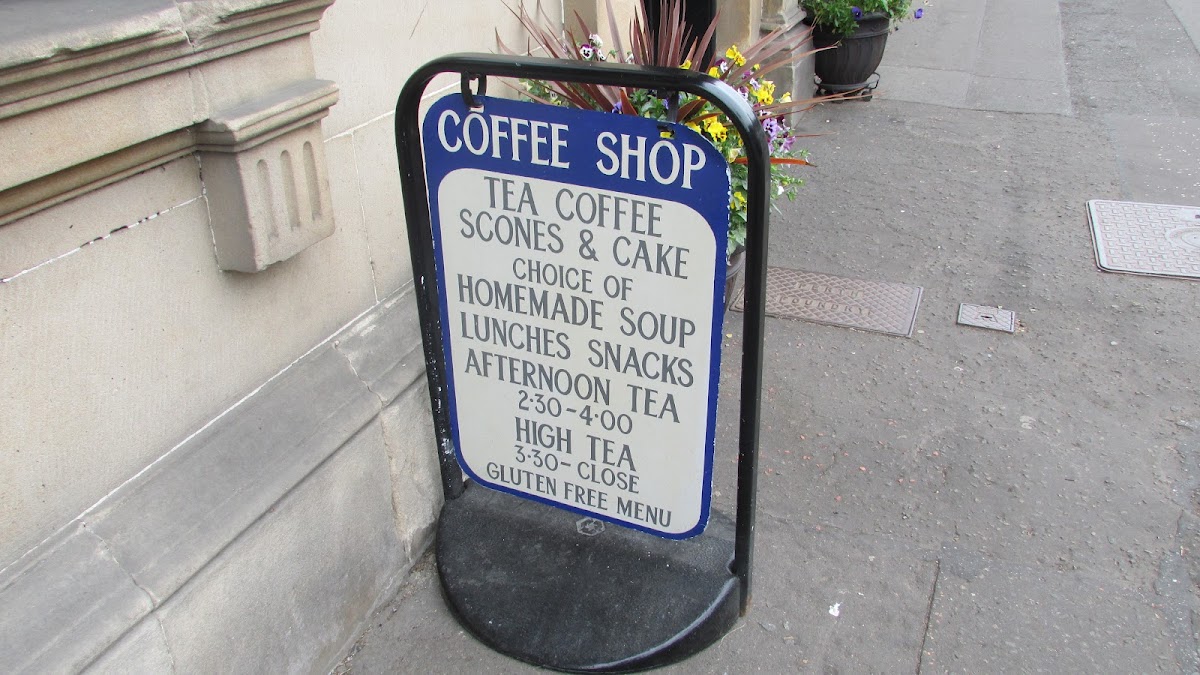 COFFEE SHOP
TEA COFFEE
SCONES & CAKE
CHOICE OF
HOMEMADE SOUP
LUNCHES SNACKS
AFTERNOON TEA
2·30-4·00
HIGH TEA
3·30-CLOSE
GLUTEN FREE MENU